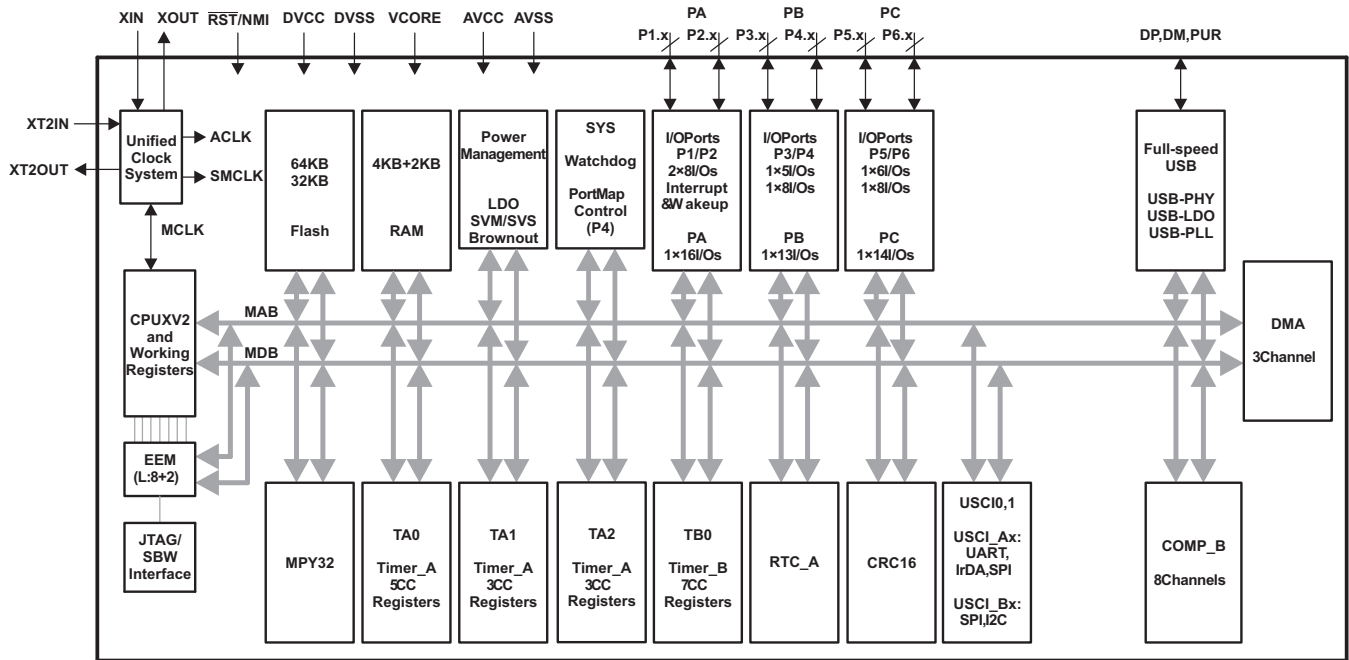 XIN XOUT RST/NMI DVCC DVSS VCORE AVCC AVSS
PA PB PC
P1.x P2.x P3.x P4.x P5.x P6.x
DP,DM,PUR
XT2IN
XT2OUT
Unified
Clock
System
ACLK
SMCLK
MCLK
64KB
32KB
Flash
4KB+2KB
RAM
Power
Management
LDO
SVM/SVS
Brownout
SYS
Watchdog
PortMap
Control
(P4)
I/OPorts
P1/P2
2×8I/Os
Interrupt
&Wakeup
PA
1×16I/Os
I/OPorts
P3/P4
1×5I/Os
1×8I/Os
PB
1×13I/Os
I/OPorts
P5/P6
1×6I/Os
1×8I/Os
PC
1×14I/Os
Full-speed
USB
USB-PHY
USB-LDO
USB-PLL
CPUXV2
and
Working
Registers
MAB
MDB
DMA
3Channel
EEM
(L:8+2)
JTAG/
SBW
Interface
MPY32
TA0
Timer_A
5CC
Registers
TA1
Timer_A
3CC
Registers
TA2
Timer_A
3CC
Registers
TB0
Timer_B
7CC
Registers
RTC_A
CRC16
USCI0,1
USCI_Ax:
UART,
IrDA,SPI
USCI_Bx:
SPI,I2C
COMP_B
8Channels